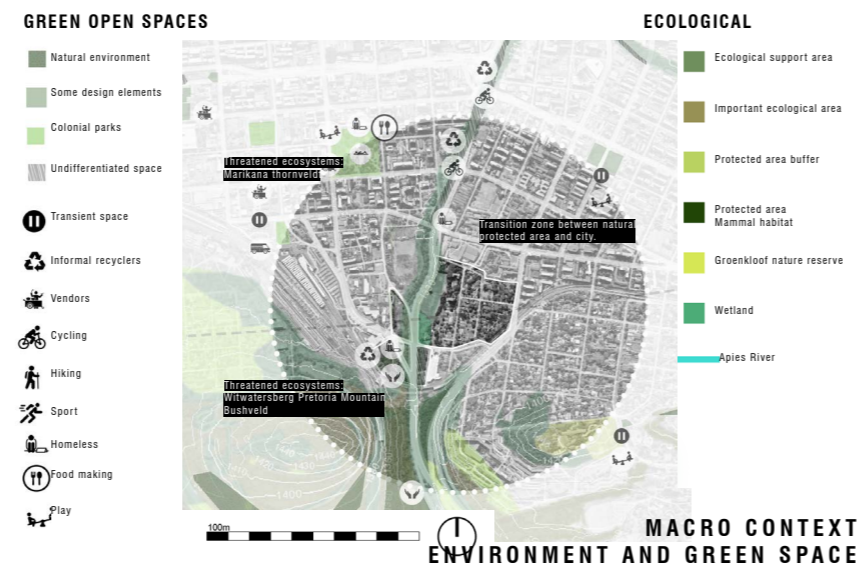 GREEN OPEN SPACES
Natural environment
Some design elements
Colonial parks
Undifferentiated space
Transient space
Informal recyclers
Vendors
Cycling
Hiking
Sport
Homeless
Food making
Play
Threatened ecosystems:
Marikana thornveldt
Transition zone between natural
protected area and city.
Threatened ecosystems:
Witwatersberg Pretoria Mountain
Bushveld
1440
1400
100m
ECOLOGICAL
Ecological support area
Important ecological area
Protected area buffer
Protected area
Mammal habitat
Groenkloof nature reserve
Wetland
Apies River
MACRO CONTEXT
ENVIRONMENT AND GREEN SPACE